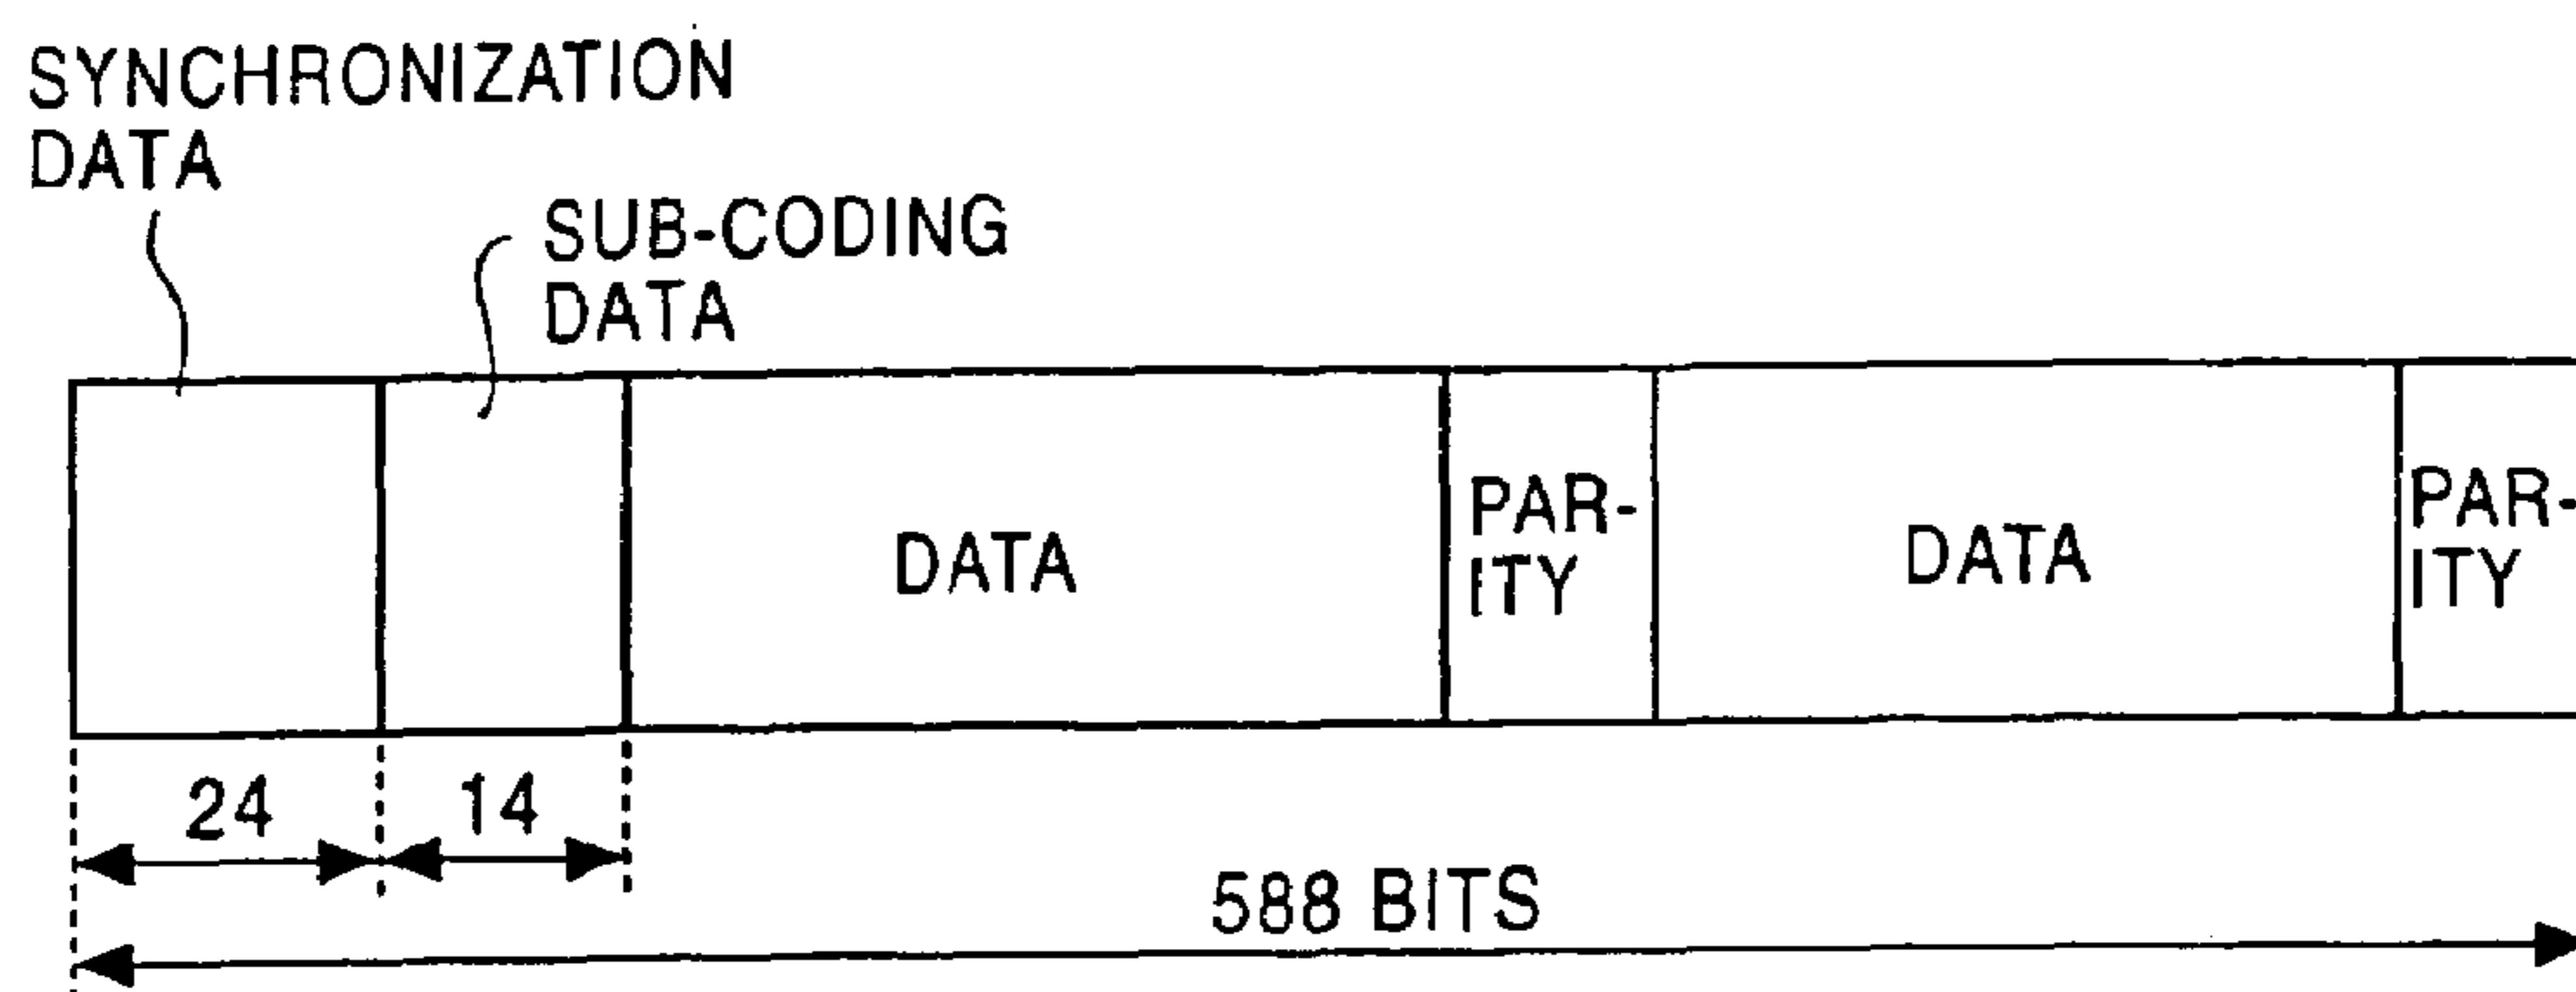 SYNCHRONIZATION
DATA
SUB-CODING
DATA
DATA
PAR-
ITY
DATA
PAR-
ITY
24
14
588 BITS